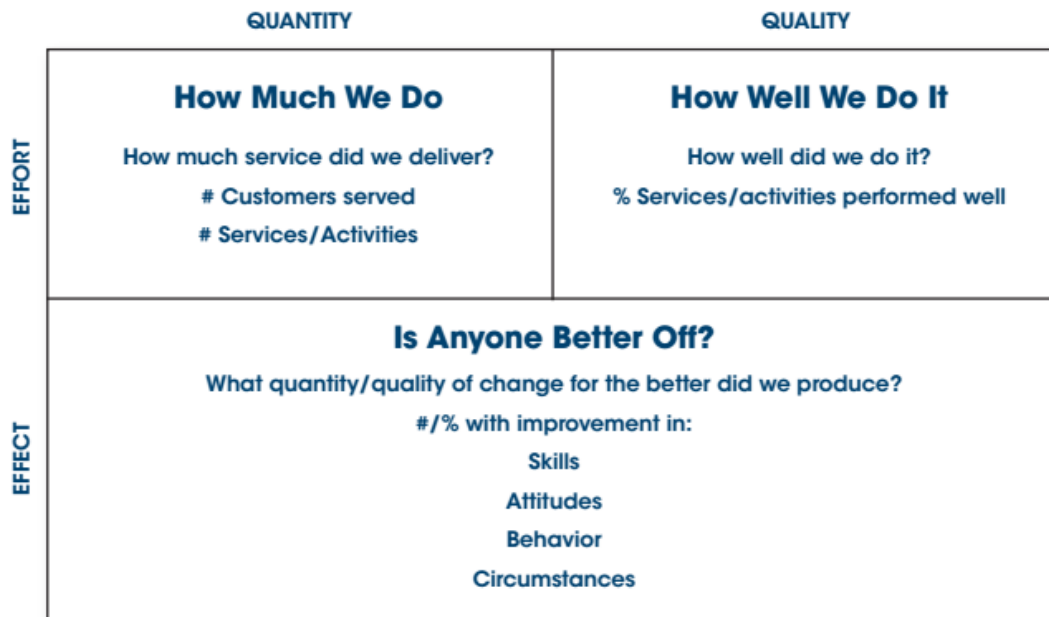 QUANTITY
QUALITY
EFFORT
How Much We Do
How much service did we deliver?
# Customers served
# Services/Activities
How Well We Do It
How well did we do it?
% Services/activities performed well
EFFECT
Is Anyone Better Off?
What quantity/quality of change for the better did we produce?
#/% with improvement in:
Skills
Attitudes
Behavior
Circumstances